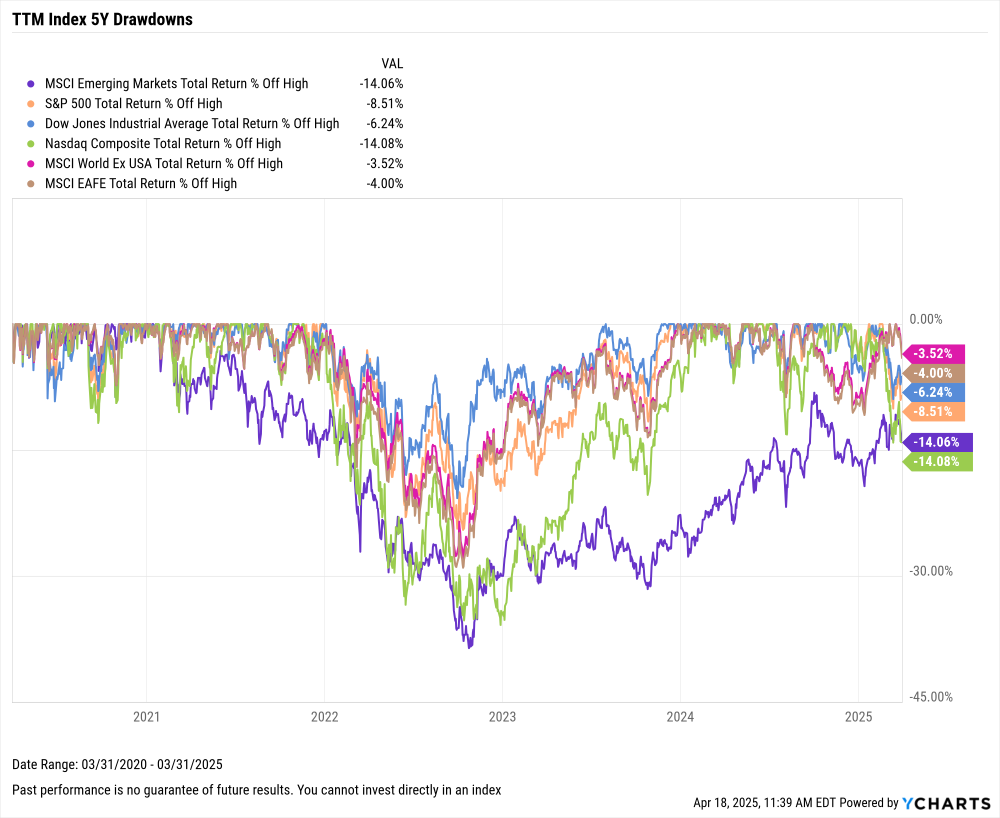 TTM Index 5Y Drawdowns
VAL
MSCI Emerging Markets Total Return % Off High -14.06%
S&P 500 Total Return % Off High -8.51%
Dow Jones Industrial Average Total Return % Off High -6.24%
Nasdaq Composite Total Return % Off High -14.08%
MSCI World Ex USA Total Return % Off High -3.52%
MSCI EAFE Total Return % Off High -4.00%
0.00%
-3.52%
-4.00%
-6.24%
-8.51%
-14.06%
-14.08%
-30.00%
-45.00%
2021 2022 2023 2024 2025
Date Range: 03/31/2020 - 03/31/2025
Past performance is no guarantee of future results. You cannot invest directly in an index
Apr 18, 2025, 11:39 AM EDT Powered by YCHARTS